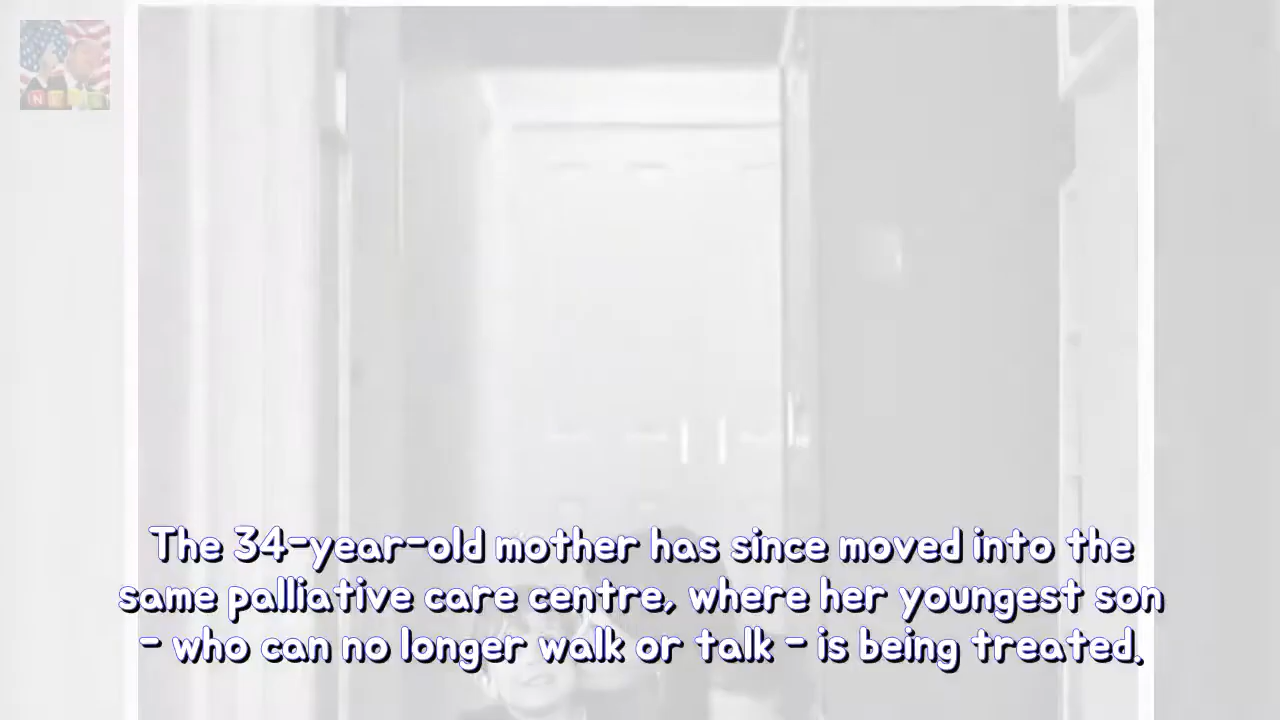 The 34-year-old mother has since moved into the
same palliative care centre, where her youngest son
- who can no longer walk or talk - is being treated.